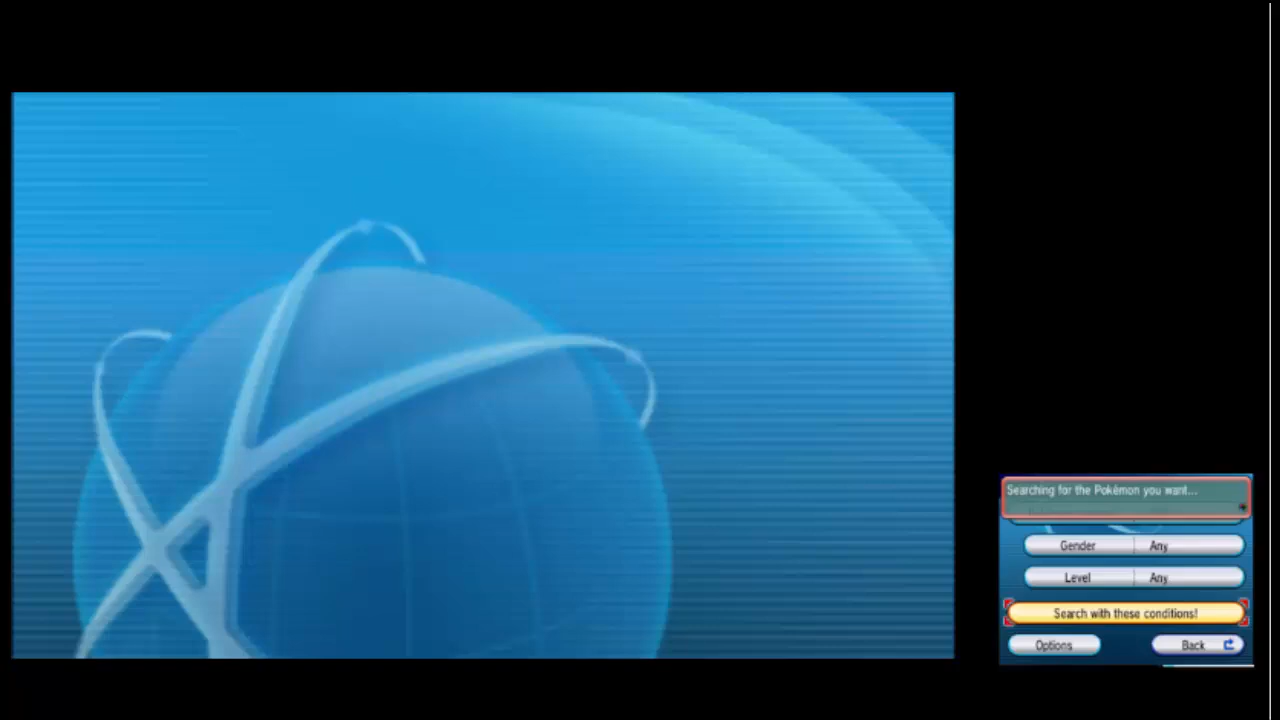 Searching for the Pokémon you want...
Gender Any
Level Any
Search with these conditions!
Options Back